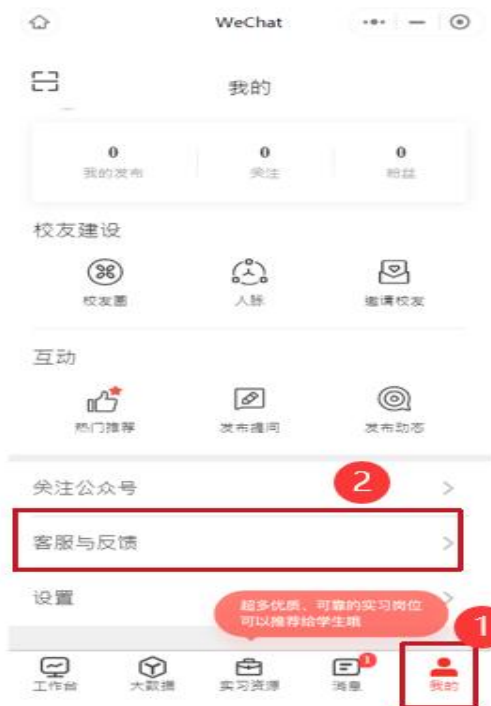 WeChat
我的
0 0 0
我的发布 关注 粉丝
校友建设
校友圈 人脉 邀请校友
互动
热门推荐 发布提问 发布动态
关注公众号
2
客服与反馈
设置
超多优质、可靠的实习岗位
可以推荐给学生哦
1
1
工作台 大数据 实习资源 消息 我的